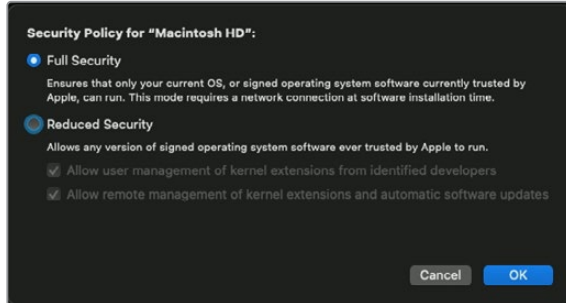 Security Policy for “Macintosh HD”:
Full Security
Ensures that only your current OS, or signed operating system software currently trusted by
Apple, can run. This mode requires a network connection at software installation time.
Reduced Security
Allows any version of signed operating system software ever trusted by Apple to run.
Allow user management of kernel extensions from identified developers
Allow remote management of kernel extensions and automatic software updates
Cancel OK